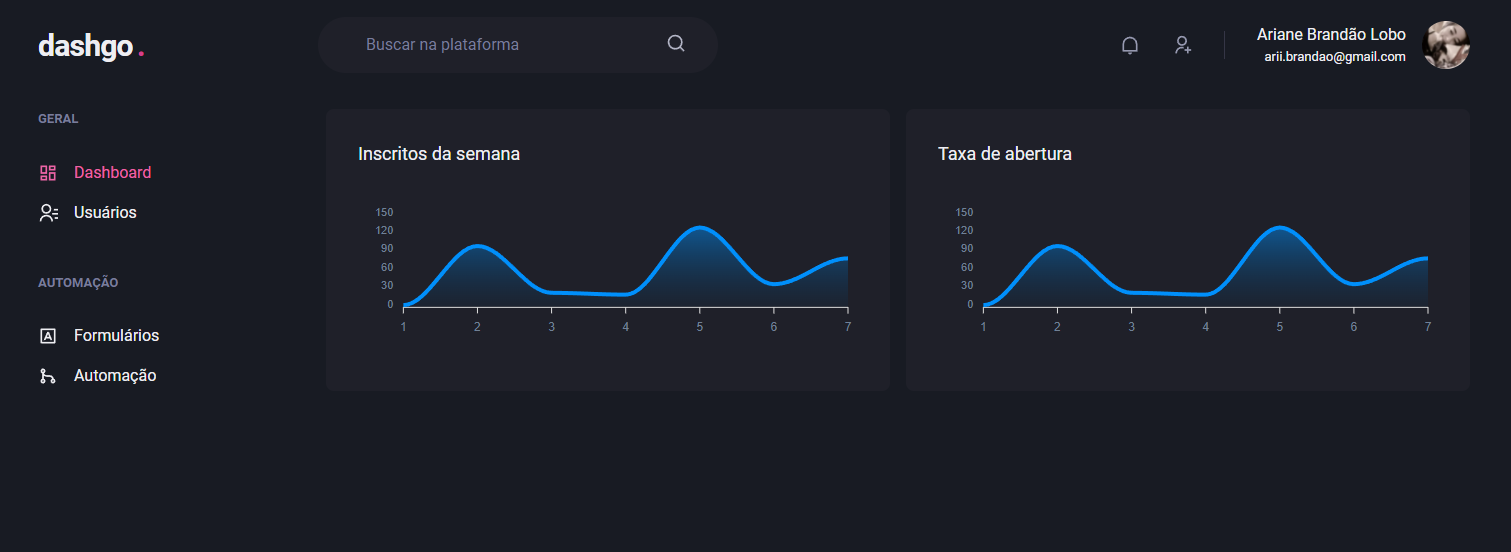 dashgo.
Buscar na plataforma
Ariane Brandão Lobo
arii.brandao@gmail.com
GERAL
Dashboard
Usuários
AUTOMAÇÃO
Formulários
Automação
Inscritos da semana
150
120
90
60
30
0
1 2 3 4 5 6 7
Taxa de abertura
150
120
90
60
30
0
1 2 3 4 5 6 7